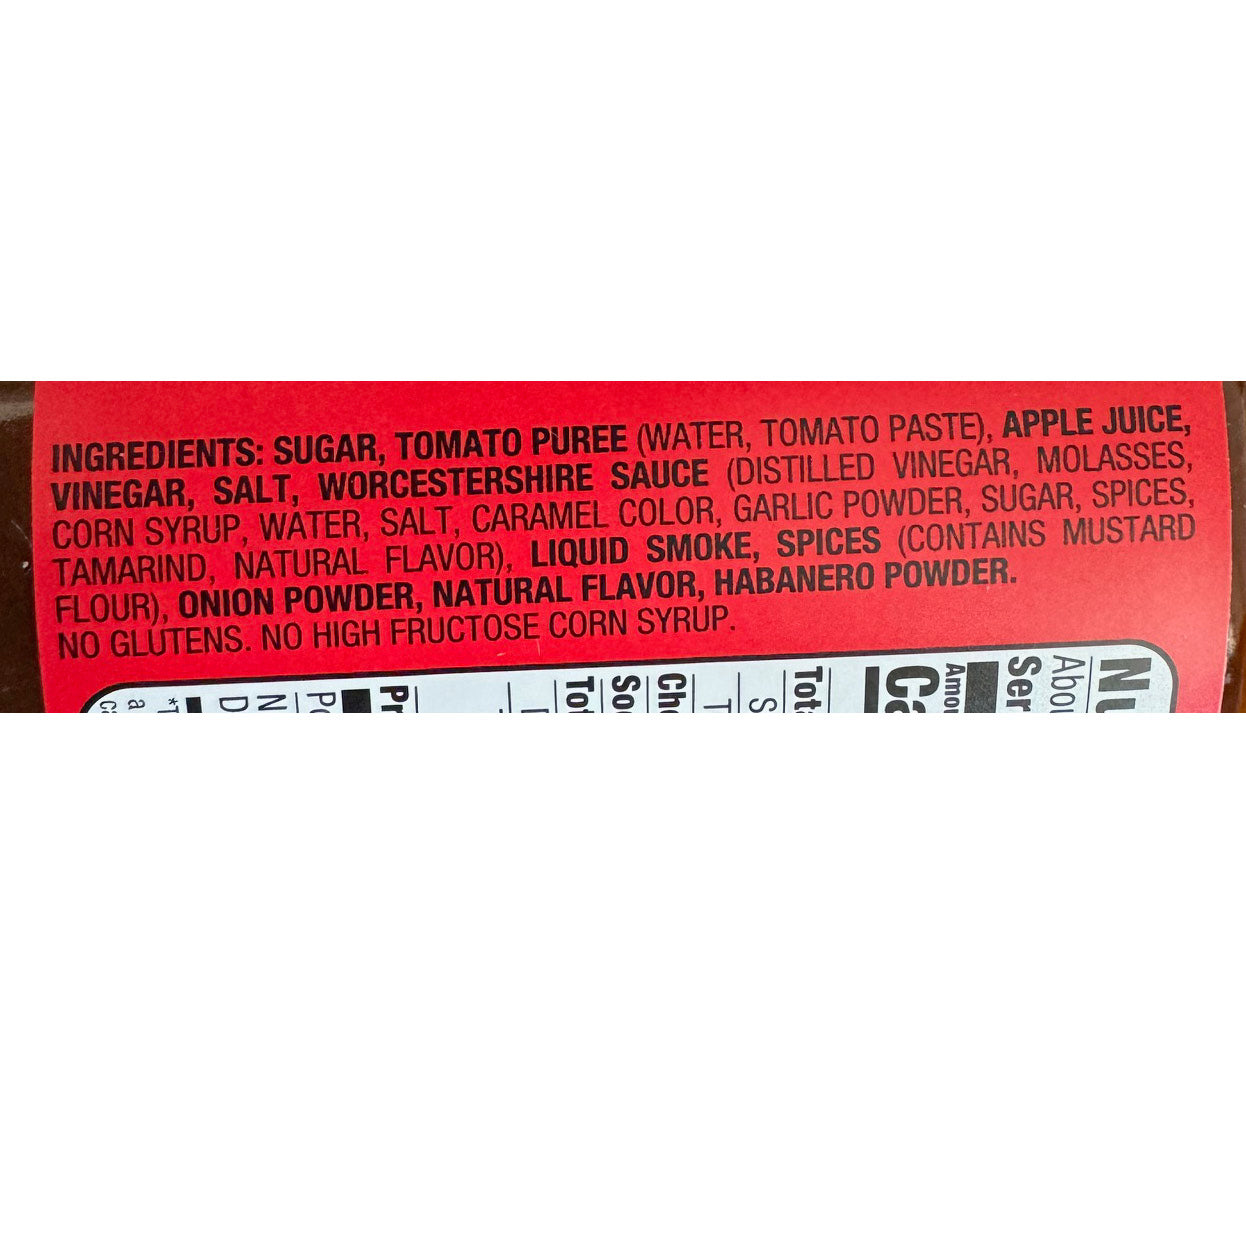 INGREDIENTS: SUGAR, TOMATO PUREE (WATER, TOMATO PASTE), APPLE JUICE,
VINEGAR, SALT, WORCESTERSHIRE SAUCE (DISTILLED VINEGAR, MOLASSES,
CORN SYRUP, WATER, SALT, CARAMEL COLOR, GARLIC POWDER, SUGAR, SPICES,
TAMARIND, NATURAL FLAVOR), LIQUID SMOKE, SPICES (CONTAINS MUSTARD
FLOUR), ONION POWDER, NATURAL FLAVOR, HABANERO POWDER.
NO GLUTENS. NO HIGH FRUCTOSE CORN SYRUP.